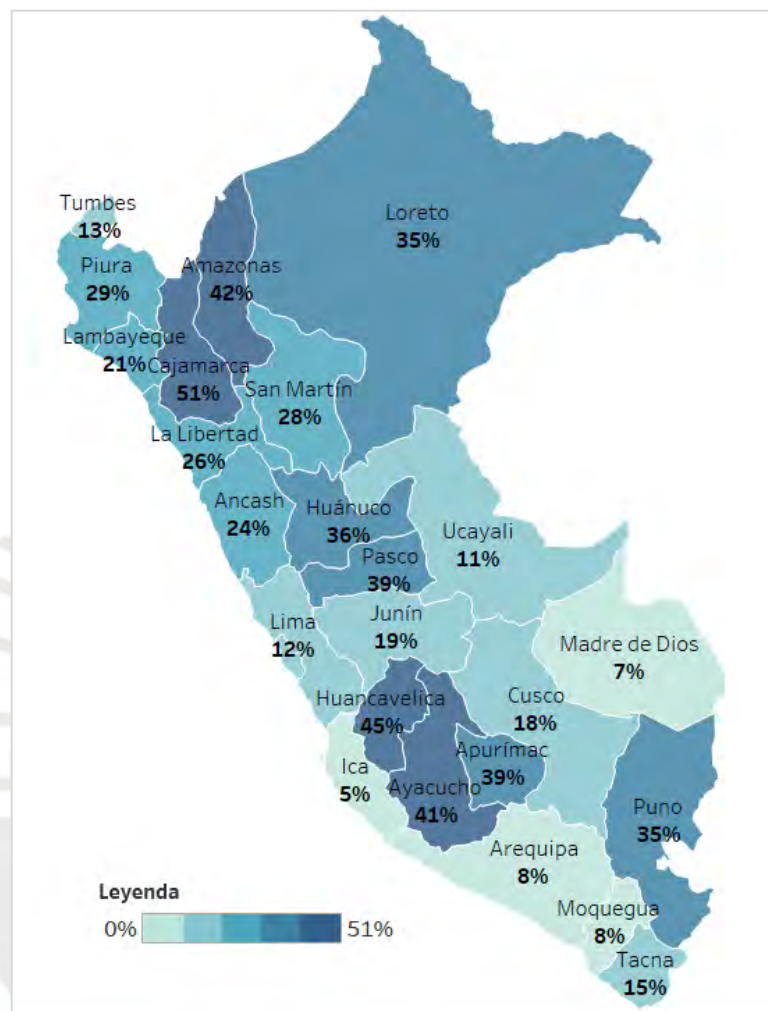 Loreto
35%
Tumbes
13%
Piura
29%
Amazonas
42%
Lambayeque
21%
Cajamarca
51%
San Martín
28%
La Libertad
26%
Ancash
24%
Huánuco
36%
Ucayali
11%
Pasco
39%
Lima
12%
Junín
19%
Madre de Dios
7%
Huancavelica
45%
Cusco
18%
Apurímac
39%
Ica
5%
Ayacucho
41%
Puno
35%
Arequipa
8%
Moquegua
8%
Tacna
15%
Leyenda
0% 51%